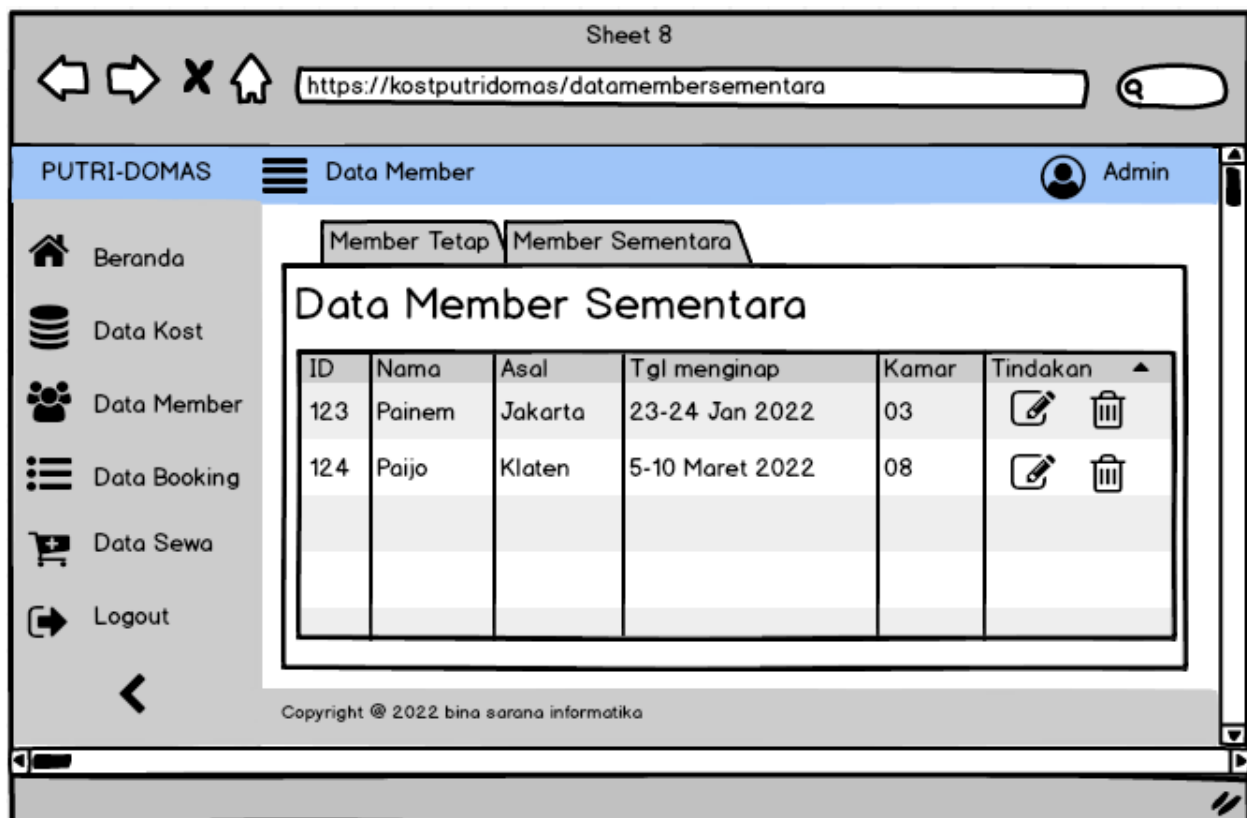 Sheet 8
https://kostputridomas/datamembersementara
PUTRI-DOMAS
Data Member
Admin
Beranda
Data Kost
Data Member
Data Booking
Data Sewa
Logout
Member Tetap Member Sementara
Data Member Sementara
ID Nama Asal Tgl menginap Kamar Tindakan
123 Painem Jakarta 23-24 Jan 2022 03
124 Paijo Klaten 5-10 Maret 2022 08
Copyright @ 2022 bina sarana informatika